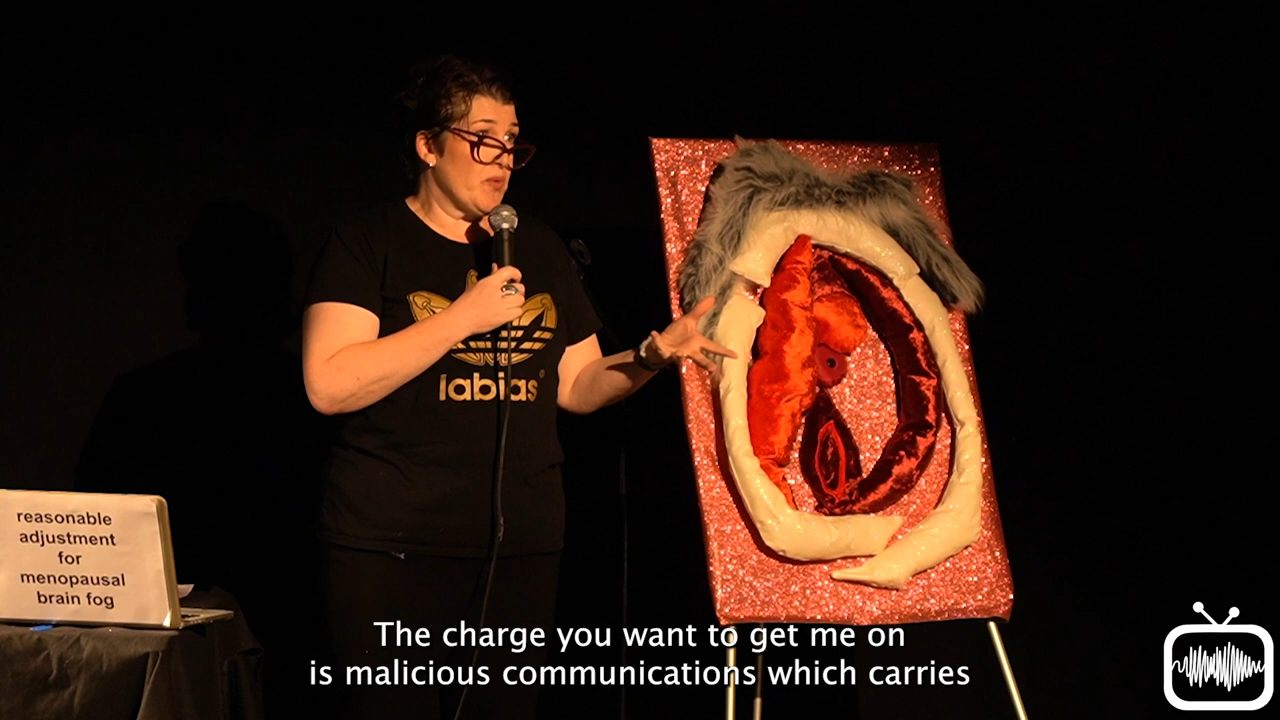 labias
reasonable
adjustment
for
menopausal
brain fog
The charge you want to get me on
is malicious communications which carries